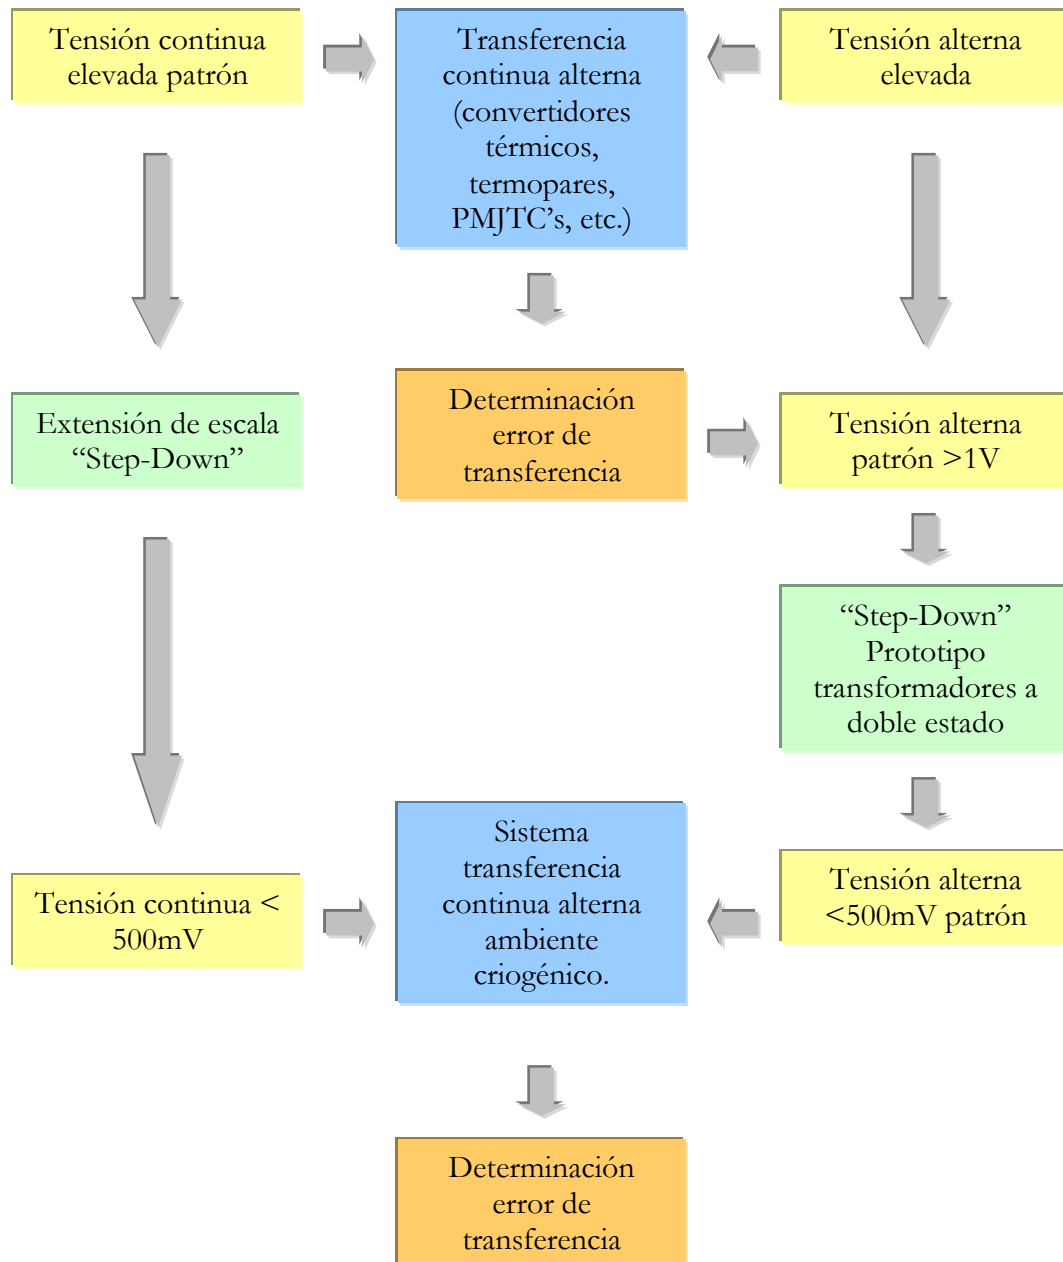 Tensión continua
elevada patrón
Transferencia
continua alterna
(convertidores
térmicos,
termopares,
PMJTC’s, etc.)
Tensión alterna
elevada
Extensión de escala
“Step-Down”
Determinación
error de
transferencia
Tensión alterna
patrón >1V
“Step-Down”
Prototipo
transformadores a
doble estado
Tensión continua <
500mV
Sistema
transferencia
continua alterna
ambiente
criogénico.
Tensión alterna
<500mV patrón
Determinación
error de
transferencia